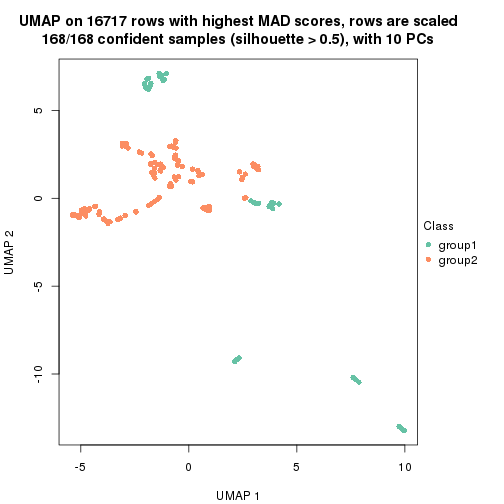 UMAP on 16717 rows with highest MAD scores, rows are scaled
168/168 confident samples (silhouette > 0.5), with 10 PCs
5
0
-5
-10
UMAP 2
-5
0
5
10
UMAP 1
Class
group1
group2